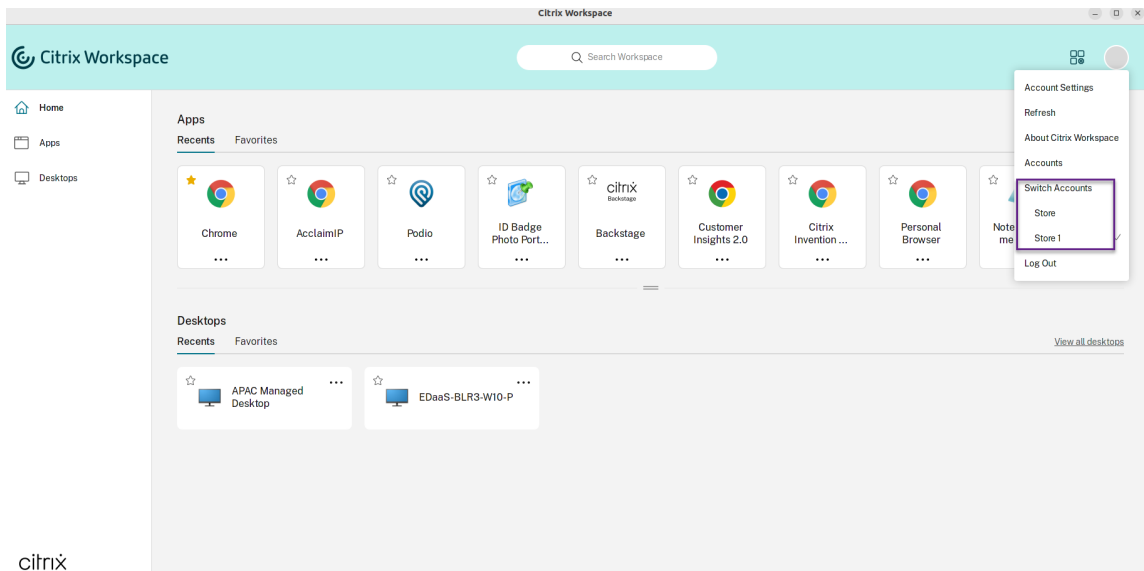 Citrix Workspace
Citrix Workspace
Search Workspace
Account Settings
Refresh
About Citrix Workspace
Accounts
Switch Accounts
Store
Store 1
Log Out
Home
Apps
Desktops
Apps
Recents Favorites
Chrome
AcclaimIP
Podio
ID Badge
Photo Port...
citrix
Backstage
Backstage
Customer
Insights 2.0
Citrix
Invention ...
Personal
Browser
Note
me
Desktops
Recents Favorites
View all desktops
APAC Managed
Desktop
EDaaS-BLR3-W10-P
citrix